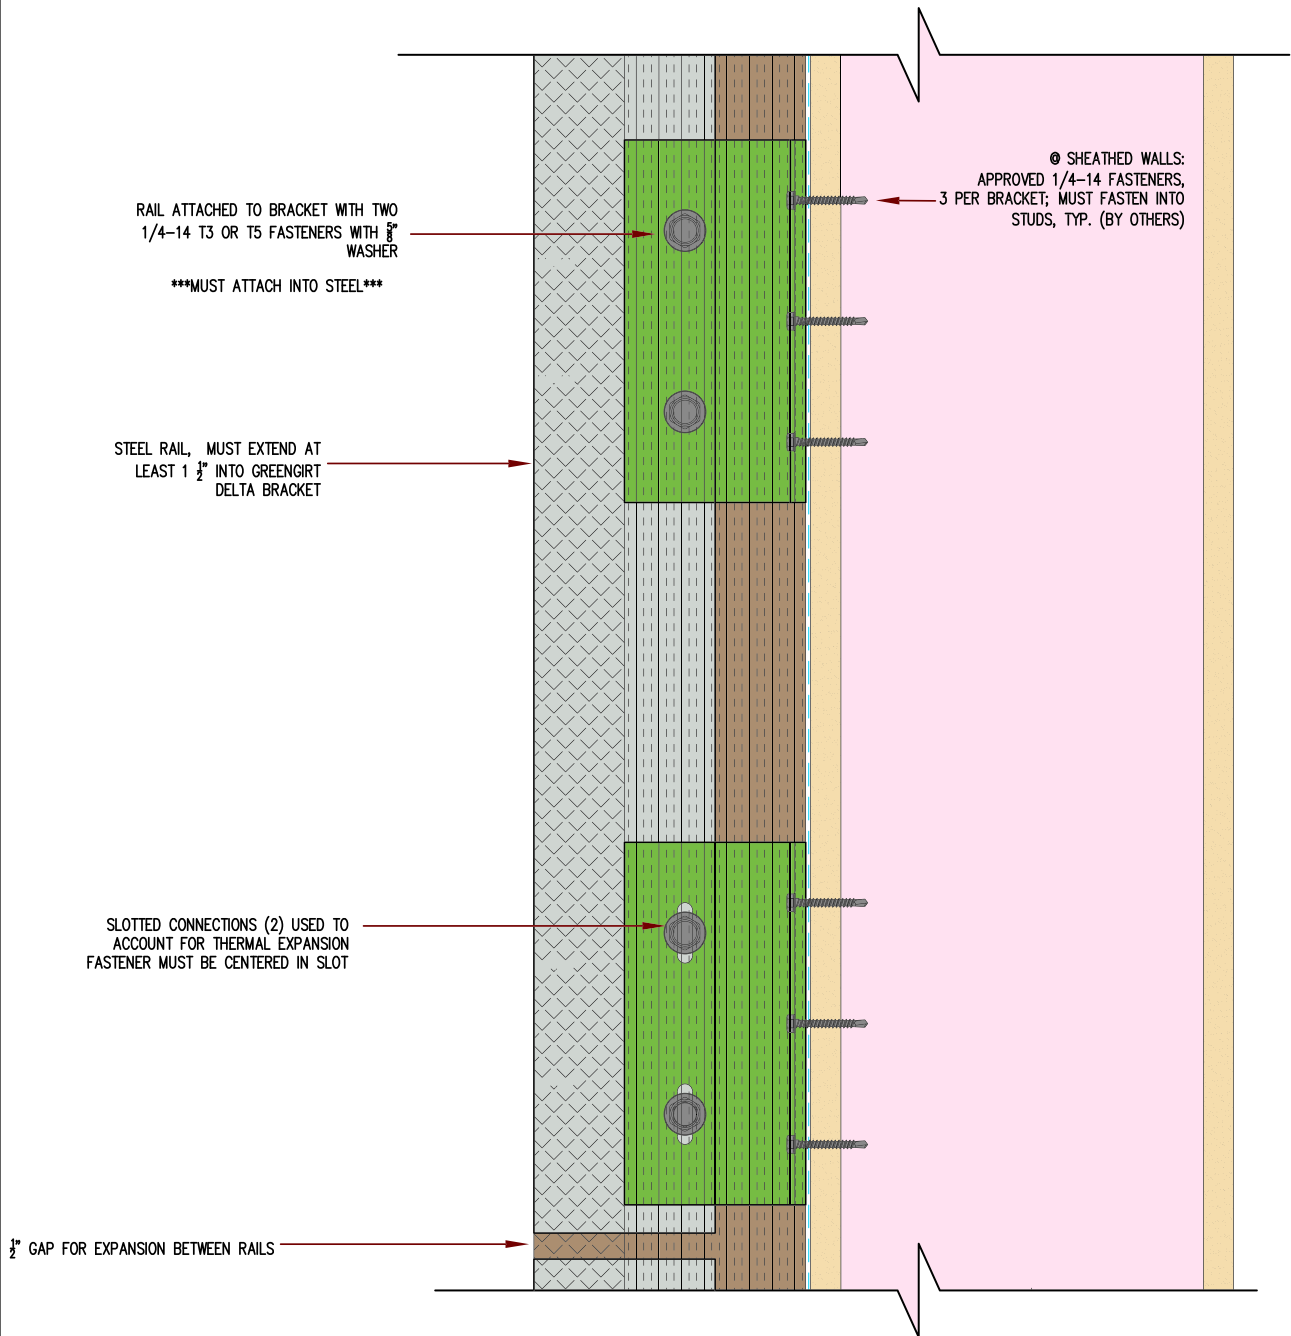 @ SHEATHED WALLS:
APPROVED 1/4-14 FASTENERS,
3 PER BRACKET; MUST FASTEN INTO
STUDS, TYP. (BY OTHERS)
RAIL ATTACHED TO BRACKET WITH TWO
1/4-14 T3 OR T5 FASTENERS WITH 5/8"
WASHER
***MUST ATTACH INTO STEEL***
STEEL RAIL, MUST EXTEND AT
LEAST 1 1/2" INTO GREENGIRT
DELTA BRACKET
SLOTTED CONNECTIONS (2) USED TO
ACCOUNT FOR THERMAL EXPANSION
FASTENER MUST BE CENTERED IN SLOT
1/2" GAP FOR EXPANSION BETWEEN RAILS